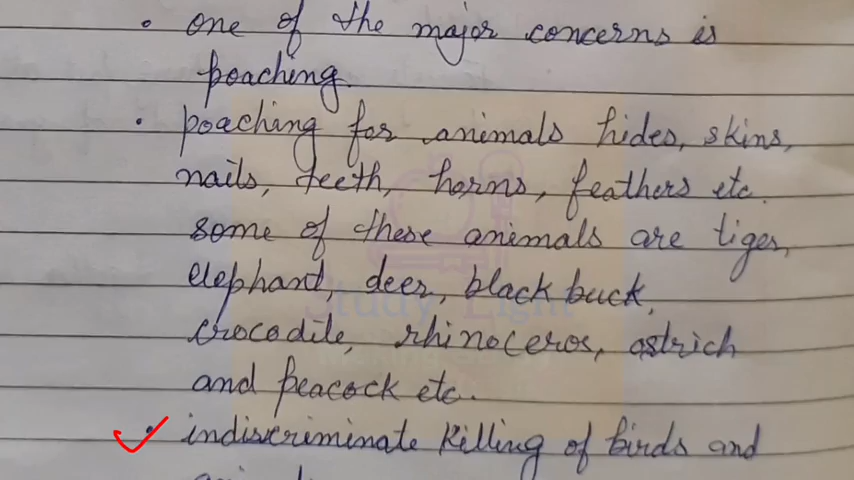 • one of the major concerns is
poaching.
• poaching for animals hides, skins,
nails, teeth, horns, feathers etc.
some of these animals are tiger,
elephant, deer, black buck,
Study Light
crocodile, rhinoceros, ostrich
and peacock etc.
• indiscriminate killing of birds and